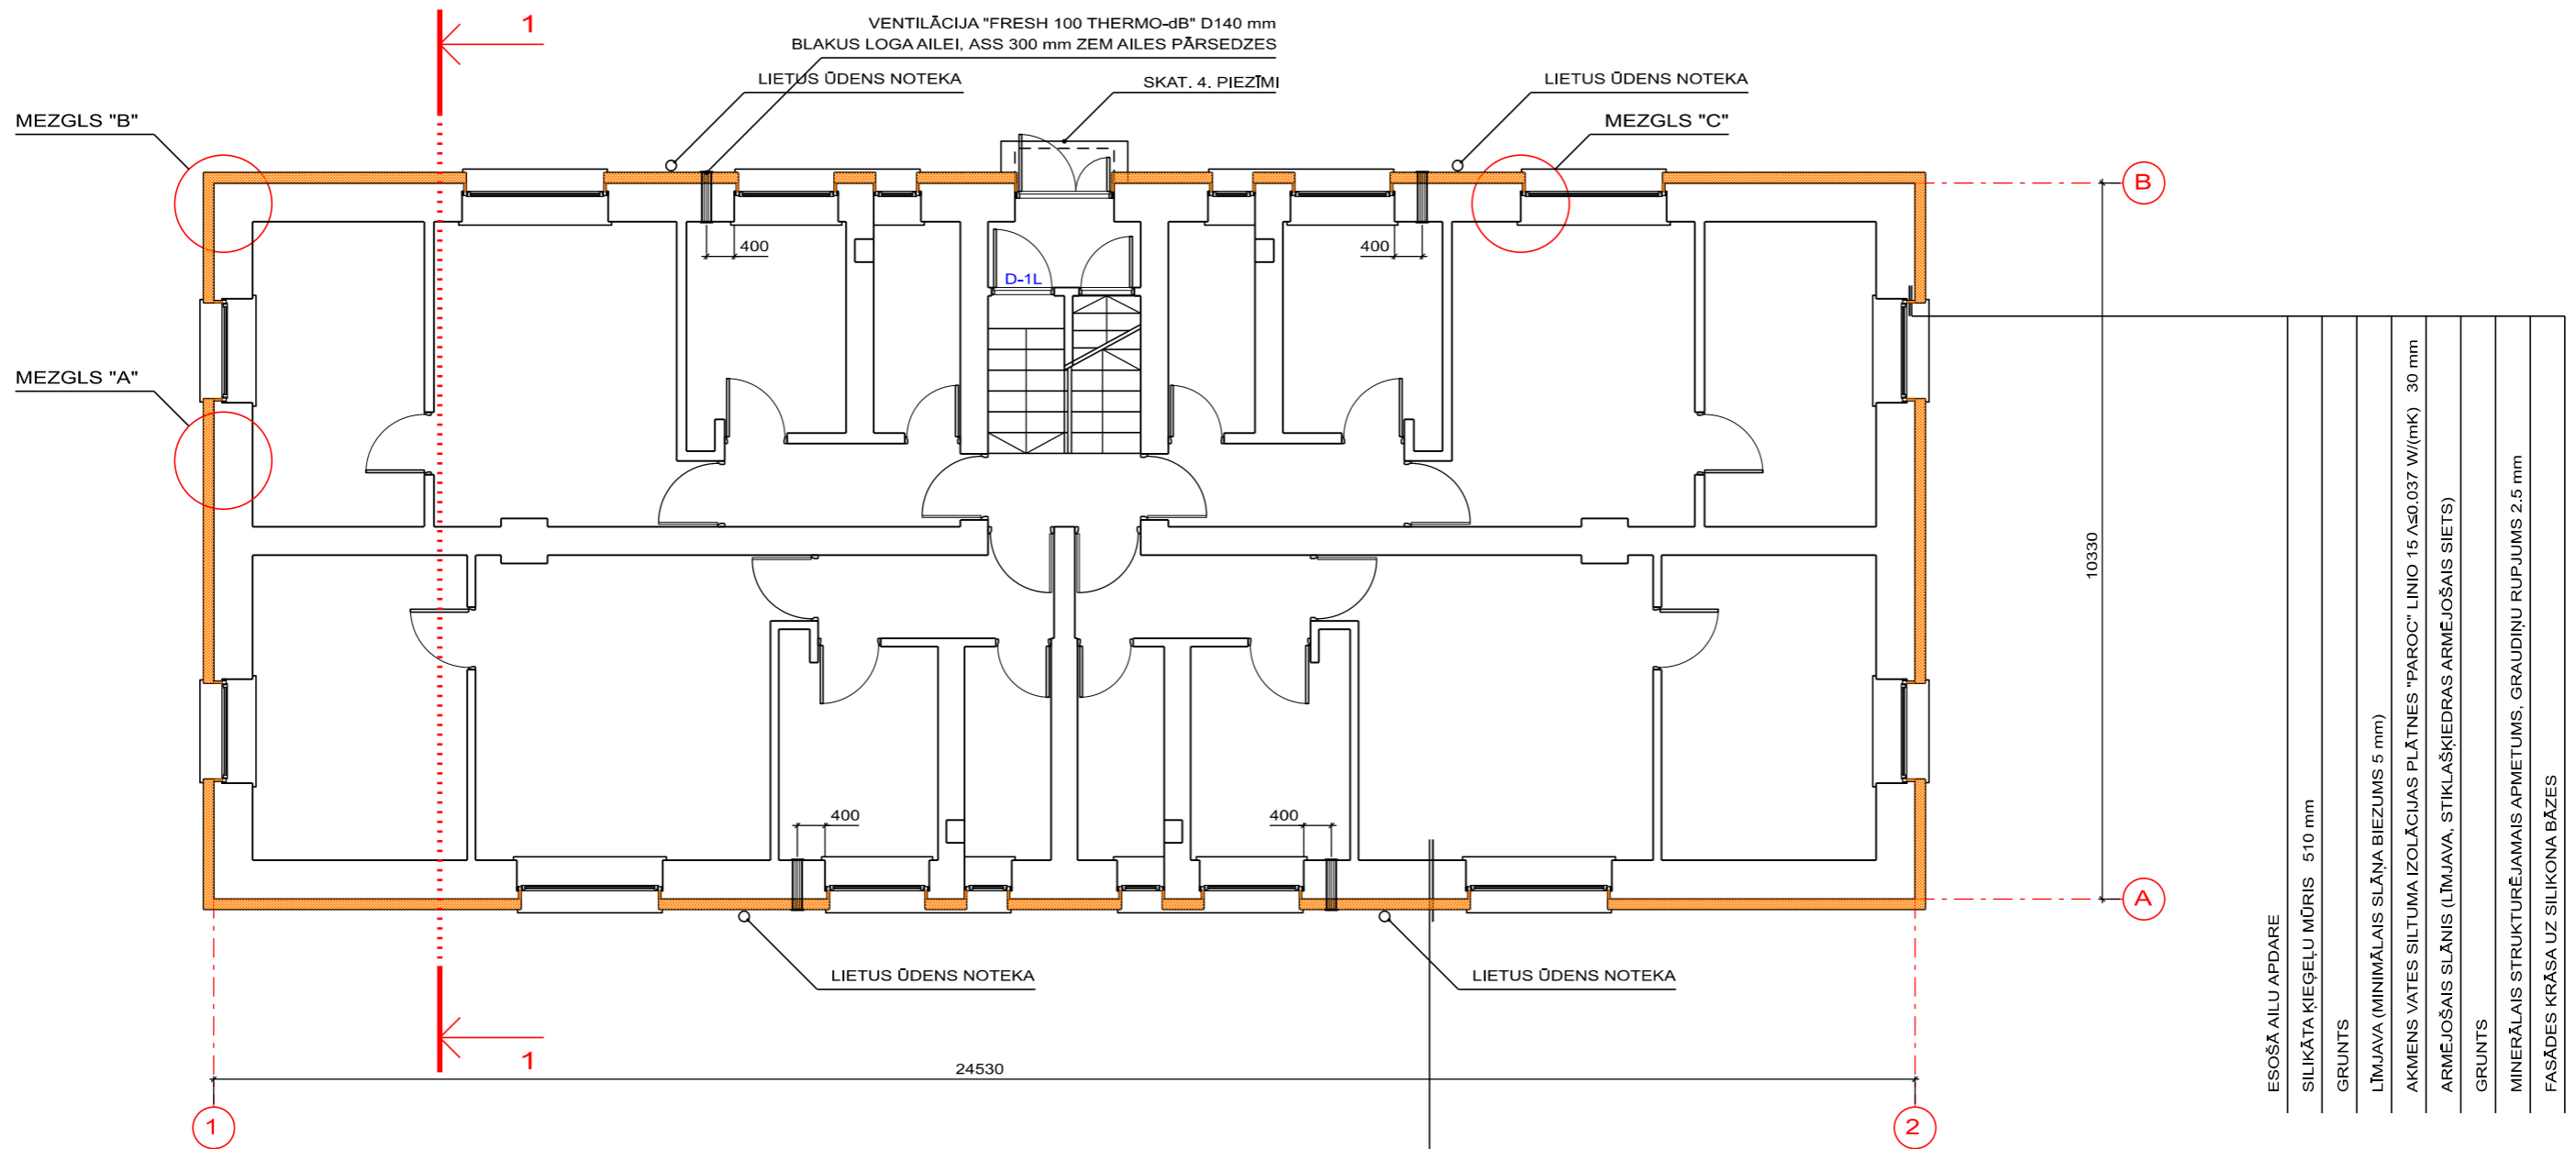 1
VENTILĀCIJA "FRESH 100 THERMO-dB" D140 mm
BLAKUS LOGA AILEI, ASS 300 mm ZEM AILES PĀRSEDZES
LIETUS ŪDENS NOTEKA
SKAT. 4. PIEZĪMI
LIETUS ŪDENS NOTEKA
MEZGLS "B"
MEZGLS "C"
B
400
400
D-1L
MEZGLS "A"
10330
400
400
A
LIETUS ŪDENS NOTEKA
LIETUS ŪDENS NOTEKA
1
24530
1
2
ESOŠĀ AILU APDARE
SILIKĀTA ĶIEĢEĻU MŪRIS 510 mm
GRUNTS
LĪMJAVA (MINIMĀLAIS SLĀŅA BIEZUMS 5 mm)
AKMENS VATES SILTUMA IZOLĀCIJAS PLĀTNES "PAROC" LINIO 15 Λ≤0.037 W/(mK) 30 mm
ARMĒJOŠAIS SLĀNIS (LĪMJAVA, STIKLAŠĶIEDRAS ARMĒJOŠAIS SIETS)
GRUNTS
MINERĀLAIS STRUKTURĒJAMAIS APMETUMS, GRAUDIŅU RUPJUMS 2.5 mm
FASĀDES KRĀSA UZ SILIKONA BĀZES